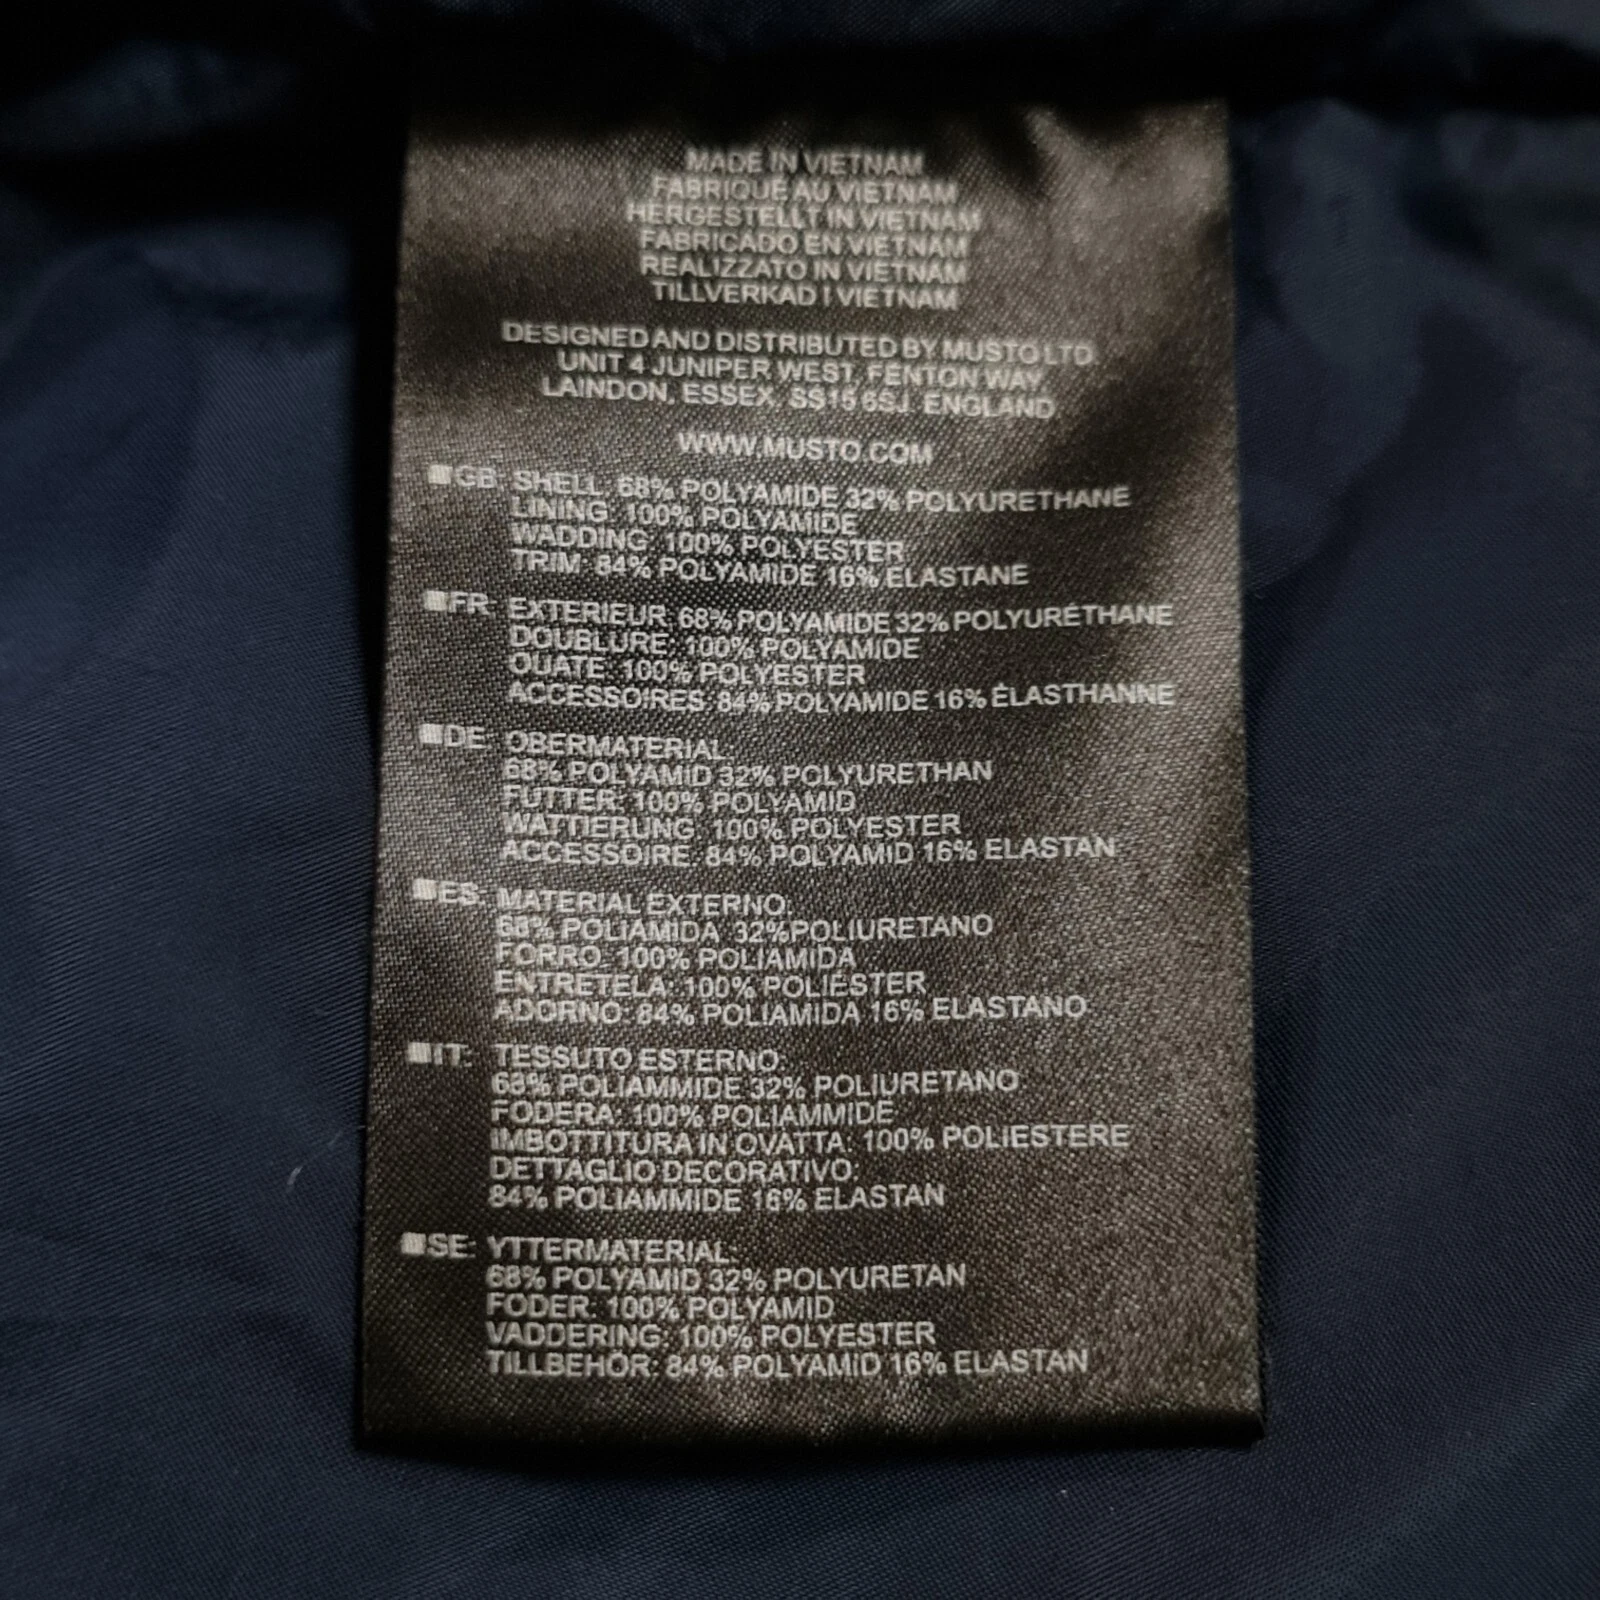 MADE IN VIETNAM
FABRIQUÉ AU VIETNAM
HERGESTELLT IN VIETNAM
FABRICADO EN VIETNAM
REALIZZATO IN VIETNAM
TILLVERKAD I VIETNAM
DESIGNED AND DISTRIBUTED BY MUSTO LTD.
UNIT 4 JUNIPER WEST, FENTON WAY,
LAINDON, ESSEX, SS15 6SJ. ENGLAND.
WWW.MUSTO.COM
GB: SHELL: 68% POLYAMIDE 32% POLYURETHANE
LINING: 100% POLYAMIDE
WADDING: 100% POLYESTER
TRIM: 84% POLYAMIDE 16% ELASTANE
FR: EXTERIEUR: 68% POLYAMIDE 32% POLYURÉTHANE
DOUBLURE: 100% POLYAMIDE
OUATE: 100% POLYESTER
ACCESSOIRES: 84% POLYAMIDE 16% ÉLASTHANNE
DE: OBERMATERIAL:
68% POLYAMID 32% POLYURETHAN
FUTTER: 100% POLYAMID
WATTIERUNG: 100% POLYESTER
ACCESSOIRE: 84% POLYAMID 16% ELASTAN
ES: MATERIAL EXTERNO:
68% POLIAMIDA 32%POLIURETANO
FORRO: 100% POLIAMIDA
ENTRETELA: 100% POLIÉSTER
ADORNO: 84% POLIAMIDA 16% ELASTANO
IT: TESSUTO ESTERNO:
68% POLIAMMIDE 32% POLIURETANO
FODERA: 100% POLIAMMIDE
IMBOTTITURA IN OVATTA: 100% POLIESTERE
DETTAGLIO DECORATIVO:
84% POLIAMMIDE 16% ELASTAN
SE: YTTERMATERIAL:
68% POLYAMID 32% POLYURETAN
FODER: 100% POLYAMID
VADDERING: 100% POLYESTER
TILLBEHÖR: 84% POLYAMID 16% ELASTAN